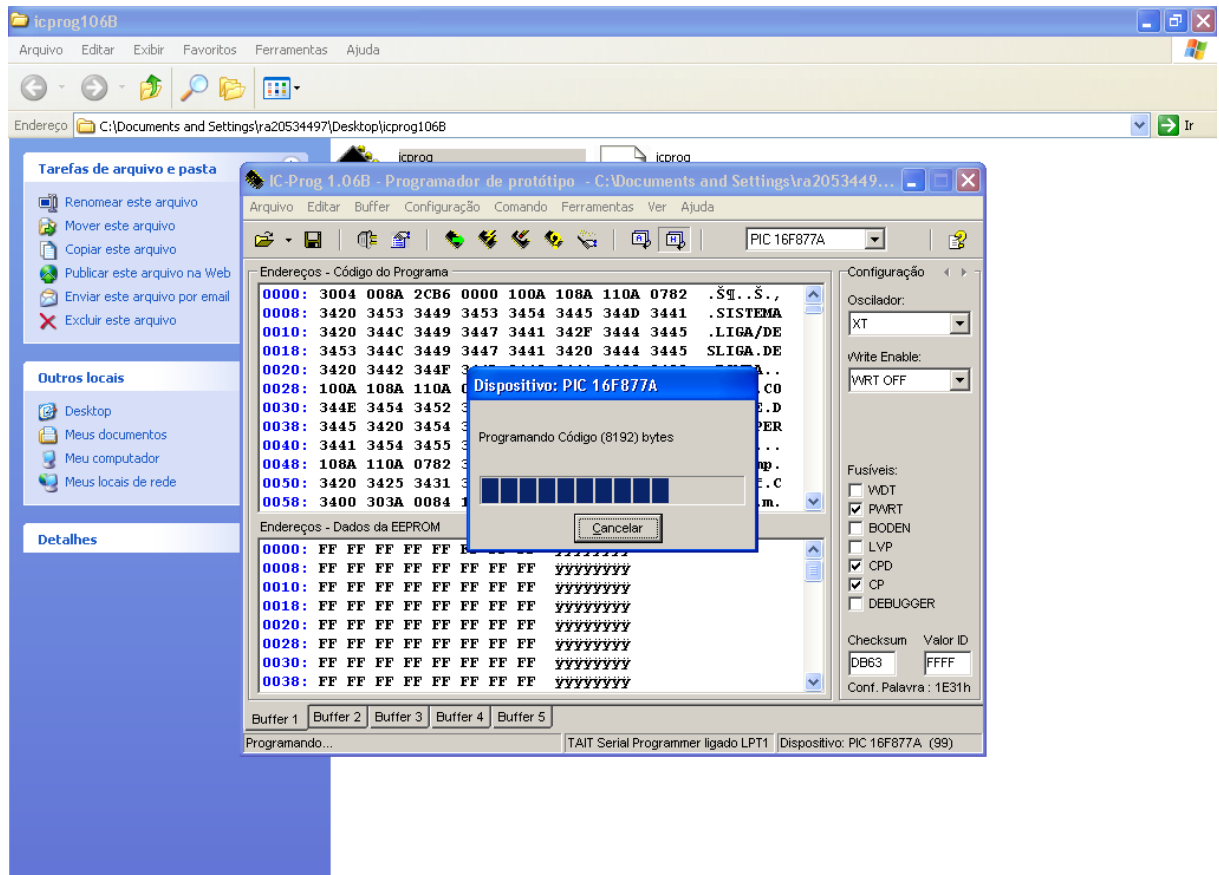 icprog106B
Arquivo Editar Exibir Favoritos Ferramentas Ajuda
Endereço C:\Documents and Settings\ra20534497\Desktop\icprog106B Ir
Tarefas de arquivo e pasta
Renomear este arquivo
Mover este arquivo
Copiar este arquivo
Publicar este arquivo na Web
Enviar este arquivo por email
Excluir este arquivo
Outros locais
Desktop
Meus documentos
Meu computador
Meus locais de rede
Detalhes
icprog icprog
IC-Prog 1.06B - Programador de protótipo - C:\Documents and Settings\ra2053449...
Arquivo Editar Buffer Configuração Comando Ferramentas Ver Ajuda
PIC 16F877A
Endereços - Código do Programa
0000: 3004 008A 2CB6 0000 100A 108A 110A 0782 .Š¶..Š.‚
0008: 3420 3453 3449 3453 3454 3445 344D 3441 .SISTEMA
0010: 3420 344C 3449 3447 3441 342F 3444 3445 .LIGA/DE
0018: 3453 344C 3449 3447 3441 3420 3444 3445 SLIGA.DE
0020: 3420 3442 344F
0028: 100A 108A 110A .CO
0030: 344E 3454 3452 E.D
0038: 3445 3420 3454 PER
0040: 3441 3454 3455 ...
0048: 108A 110A 0782 mp.
0050: 3420 3425 3431 .C
0058: 3400 303A 0084 .m.
Dispositivo: PIC 16F877A
Programando Código (8192) bytes
Cancelar
Endereços - Dados da EEPROM
0000: FF FF FF FF FF ÿÿÿÿÿÿÿÿ
0008: FF FF FF FF FF FF FF FF ÿÿÿÿÿÿÿÿ
0010: FF FF FF FF FF FF FF FF ÿÿÿÿÿÿÿÿ
0018: FF FF FF FF FF FF FF FF ÿÿÿÿÿÿÿÿ
0020: FF FF FF FF FF FF FF FF ÿÿÿÿÿÿÿÿ
0028: FF FF FF FF FF FF FF FF ÿÿÿÿÿÿÿÿ
0030: FF FF FF FF FF FF FF FF ÿÿÿÿÿÿÿÿ
0038: FF FF FF FF FF FF FF FF ÿÿÿÿÿÿÿÿ
Configuração
Oscilador:
XT
Write Enable:
WRT OFF
Fusíveis:
WDT
PWRT
BODEN
LVP
CPD
CP
DEBUGGER
Checksum Valor ID
DB63 FFFF
Conf. Palavra : 1E31h
Buffer 1 Buffer 2 Buffer 3 Buffer 4 Buffer 5
Programando... TAIT Serial Programmer ligado LPT1 Dispositivo: PIC 16F877A (99)